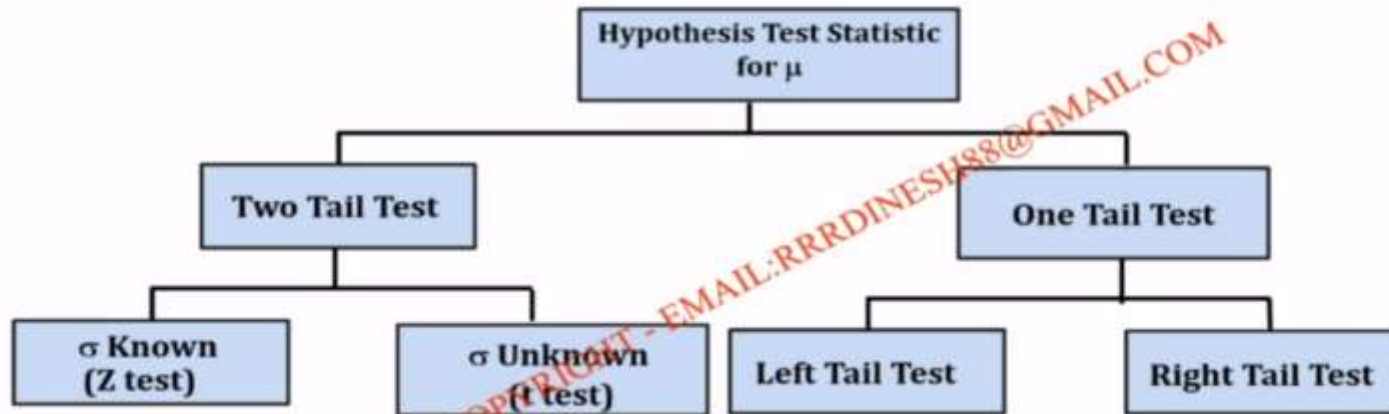 Hypothesis Test Statistic
for μ
Two Tail Test
One Tail Test
σ Known
(Z test)
σ Unknown
(t test)
Left Tail Test
Right Tail Test
COPYRIGHT - EMAIL:RRRDINESH88@GMAIL.COM